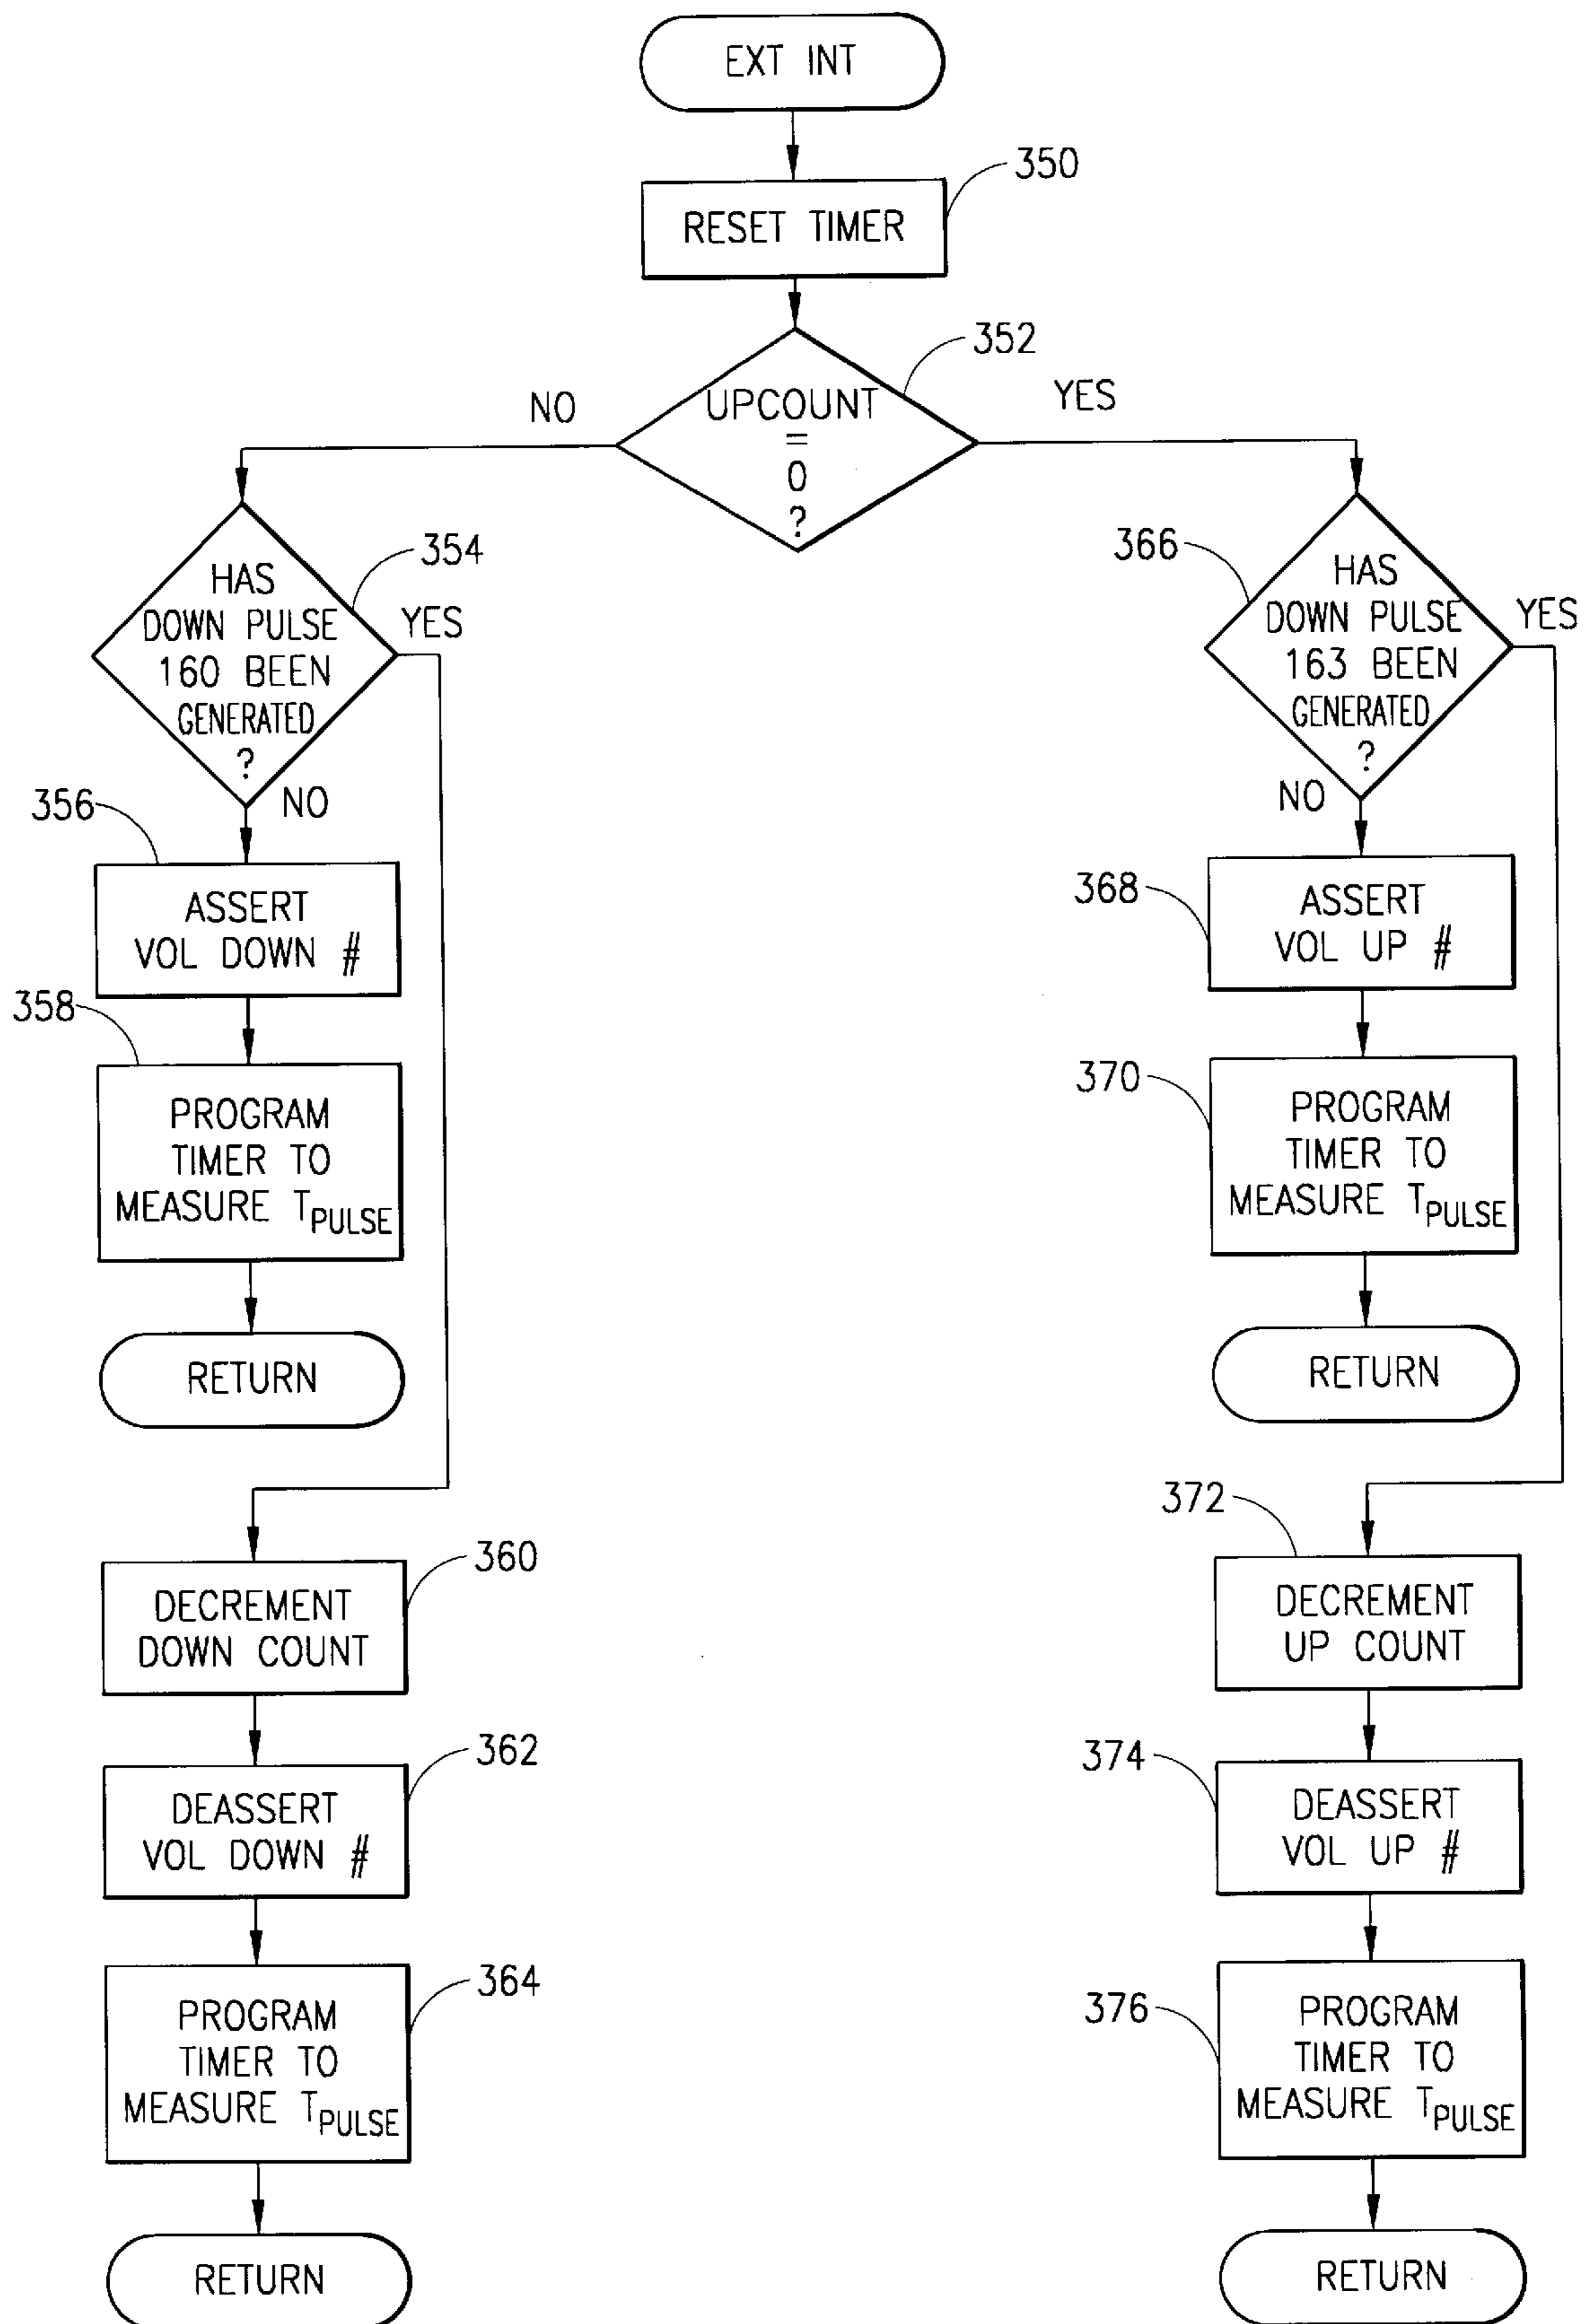 EXT INT
350
RESET TIMER
352
UPCOUNT
=
0
?
NO
YES
354
HAS
DOWN PULSE
160 BEEN
GENERATED
?
YES
NO
356
ASSERT
VOL DOWN #
358
PROGRAM
TIMER TO
MEASURE TPULSE
RETURN
360
DECREMENT
DOWN COUNT
362
DEASSERT
VOL DOWN #
364
PROGRAM
TIMER TO
MEASURE TPULSE
RETURN
366
HAS
DOWN PULSE
163 BEEN
GENERATED
?
YES
NO
368
ASSERT
VOL UP #
370
PROGRAM
TIMER TO
MEASURE TPULSE
RETURN
372
DECREMENT
UP COUNT
374
DEASSERT
VOL UP #
376
PROGRAM
TIMER TO
MEASURE TPULSE
RETURN